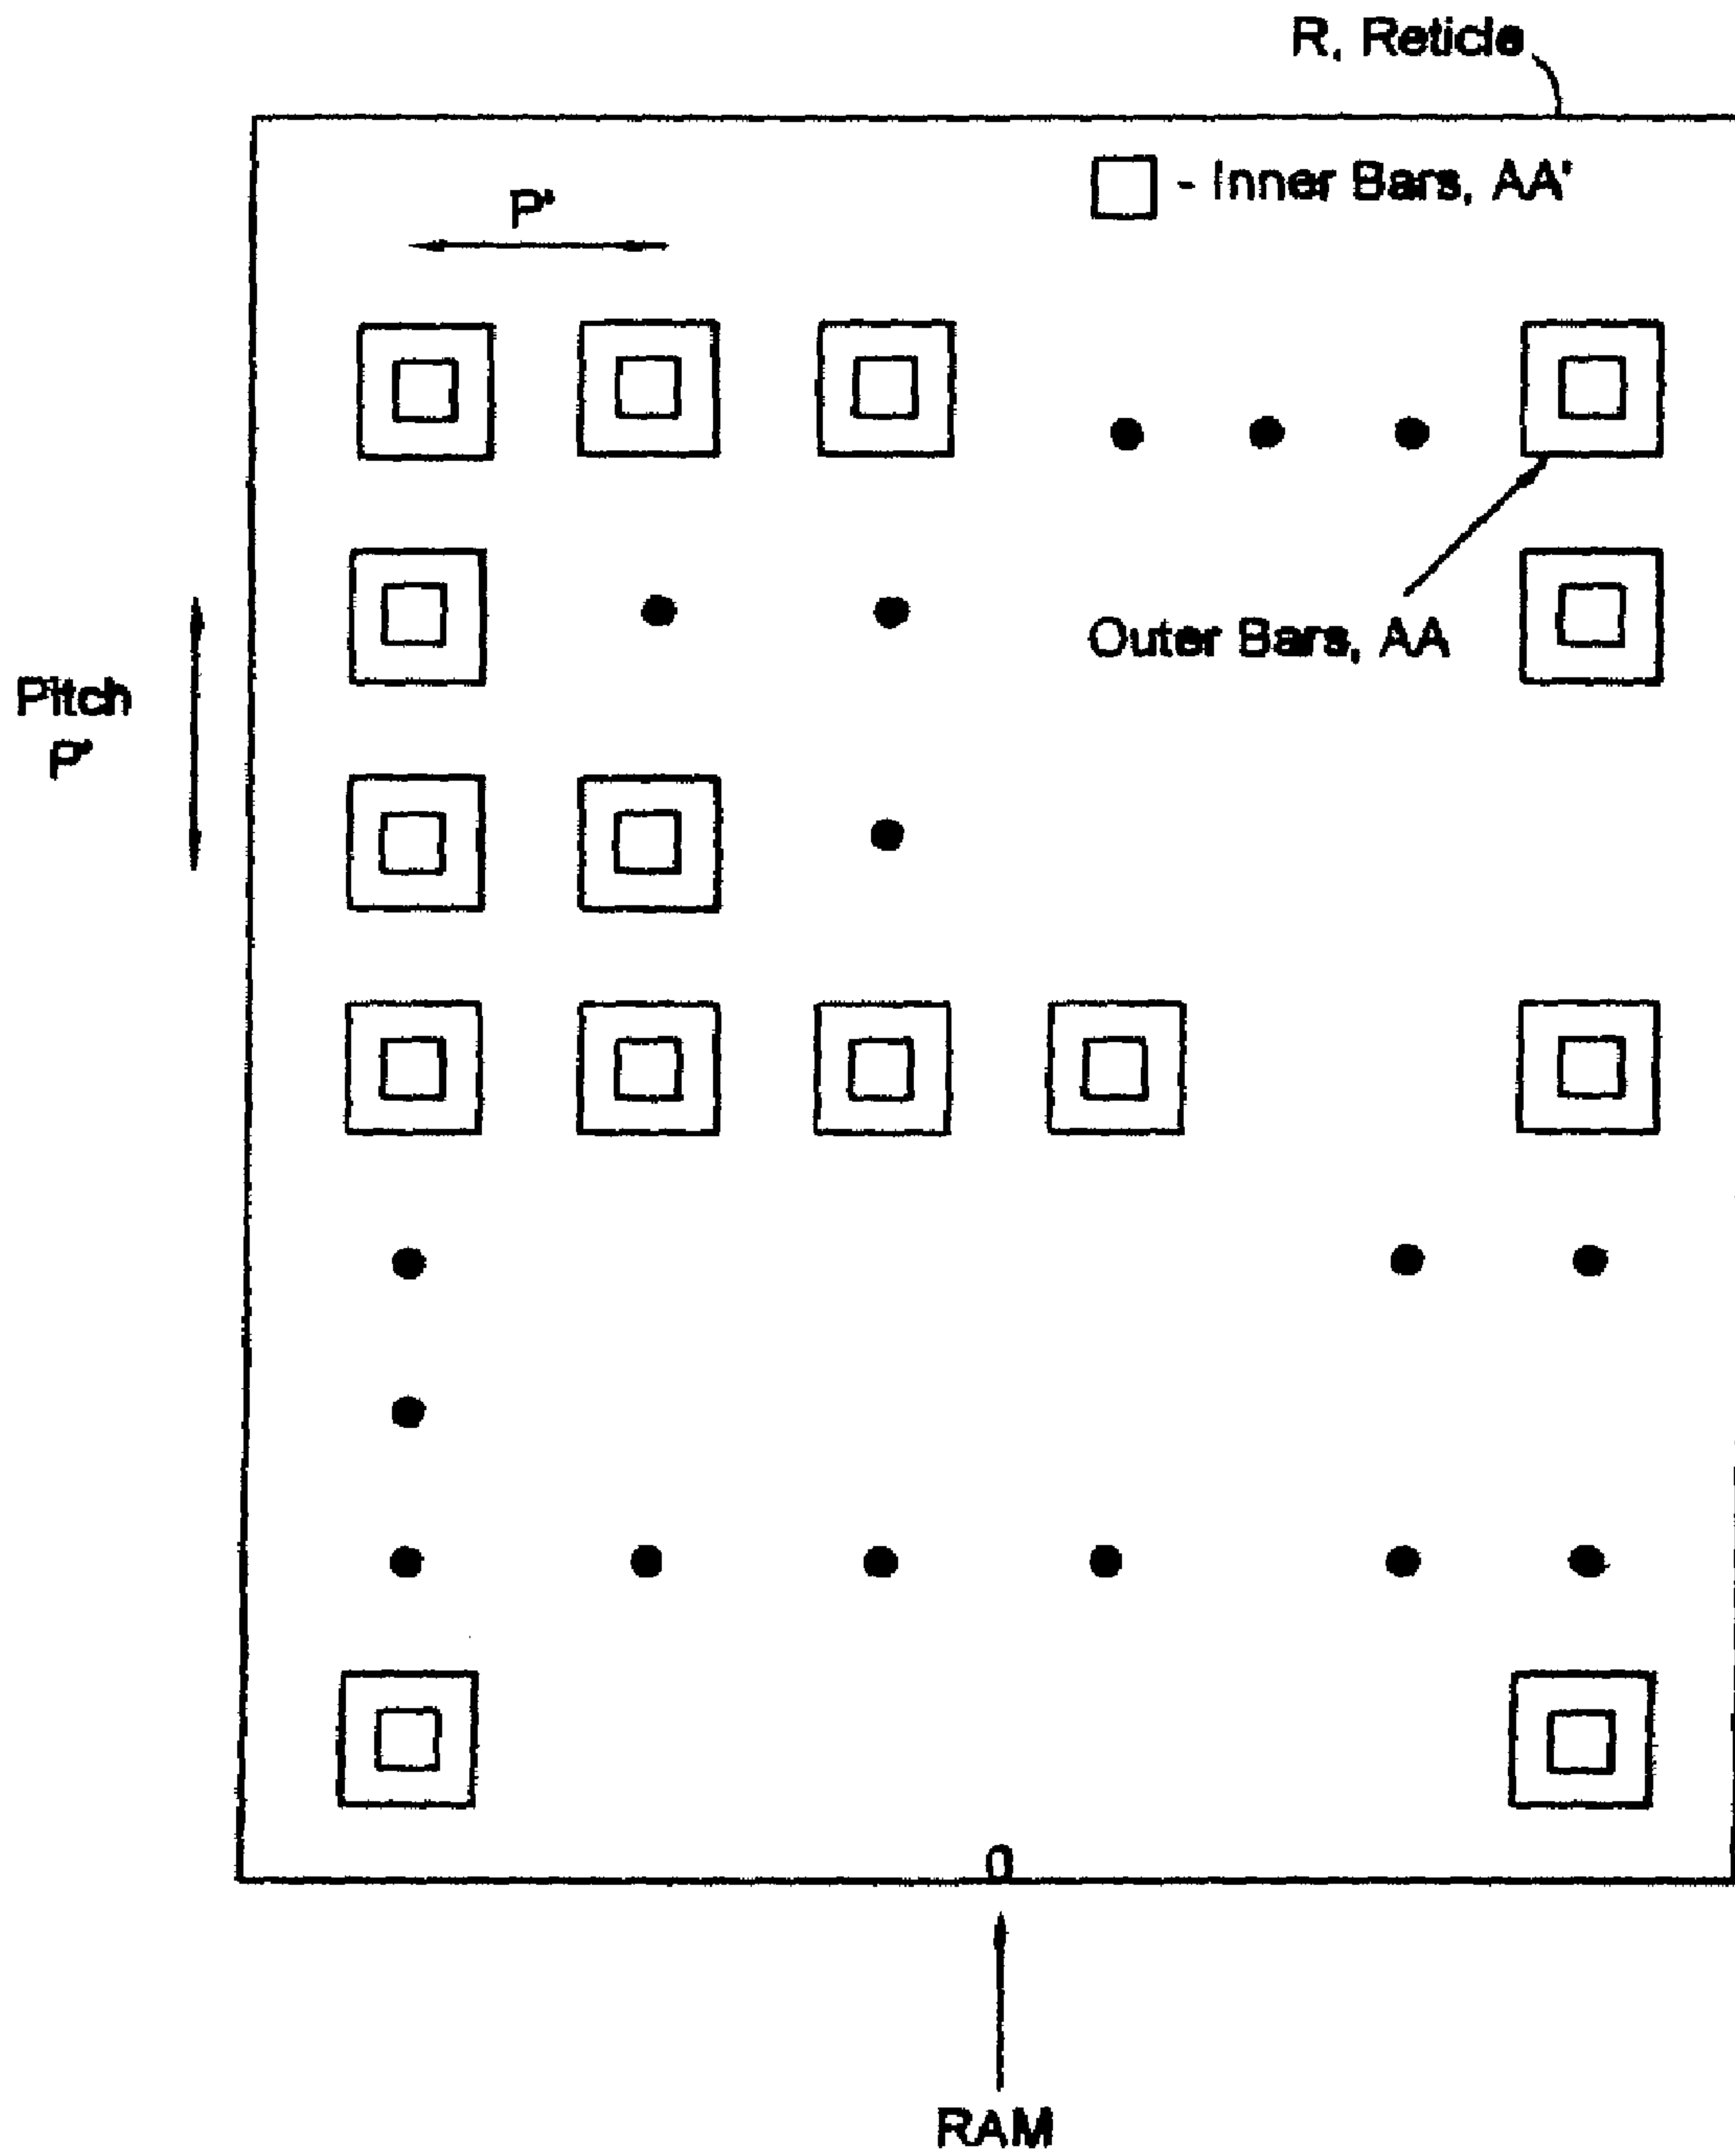 R, Reticle
- Inner Bars, AA'
P"
Outer Bars, AA
Pitch
P"
0
RAM